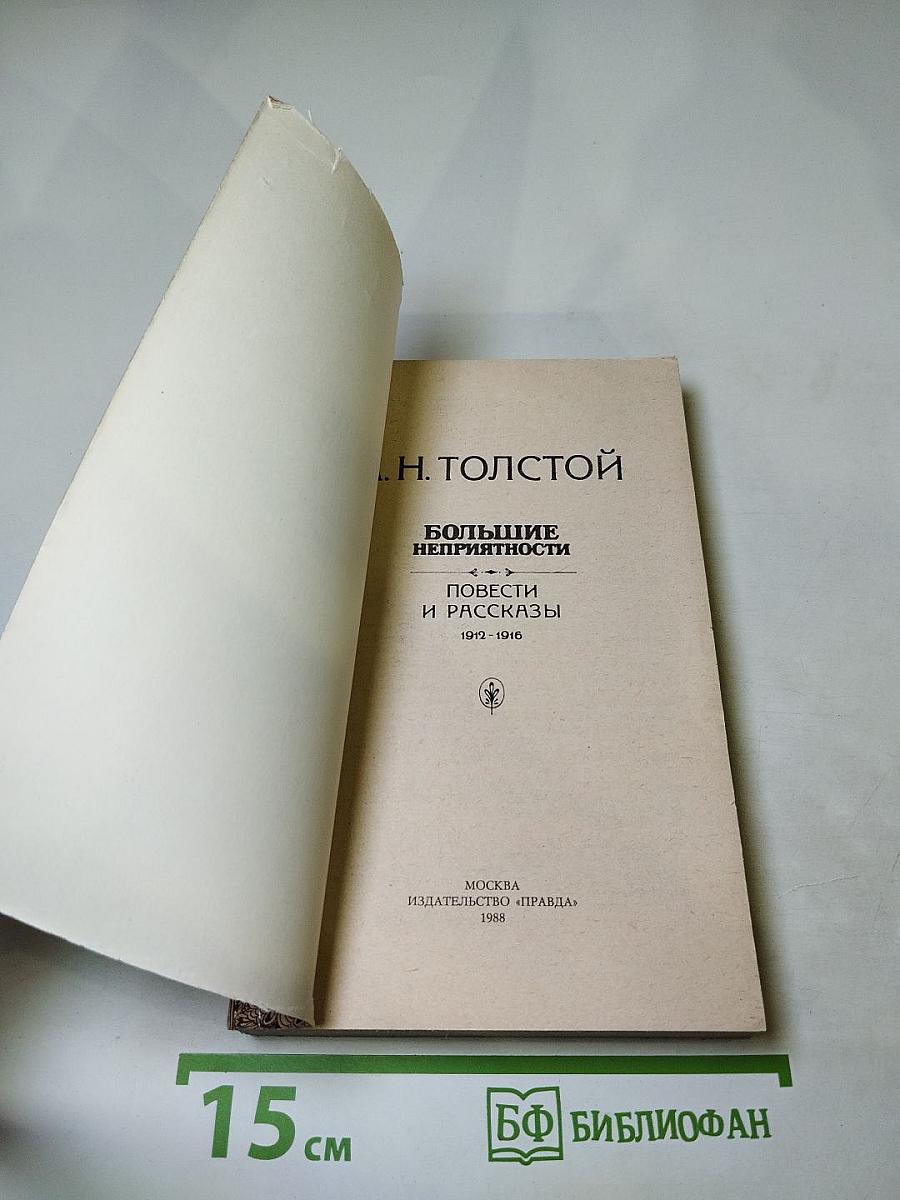 . Н. ТОЛСТОЙ
БОЛЬШИЕ
НЕПРИЯТНОСТИ
ПОВЕСТИ
И РАССКАЗЫ
1912-1916
МОСКВА
ИЗДАТЕЛЬСТВО «ПРАВДА»
1988
15 см
БФ БИБЛИОФАН